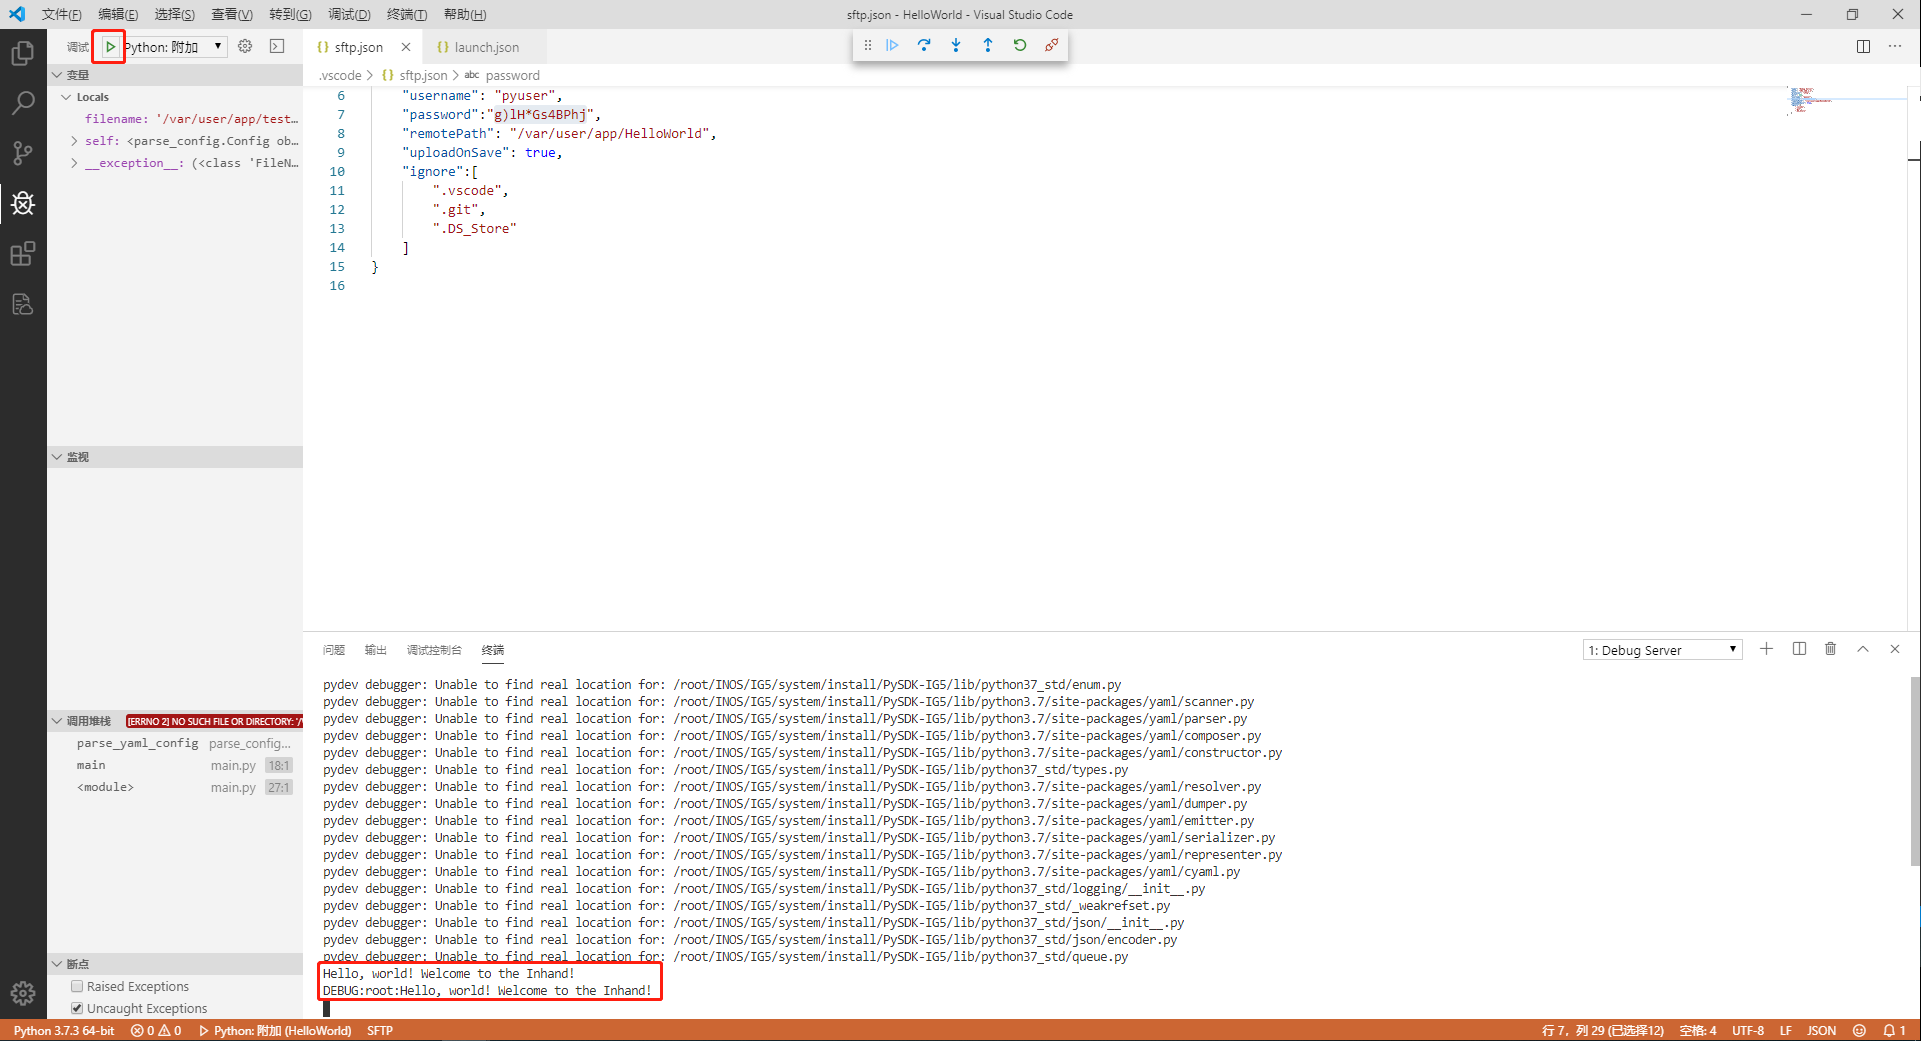 文件(F) 编辑(E) 选择(S) 查看(V) 转到(G) 调试(D) 终端(T) 帮助(H)
sftp.json - HelloWorld - Visual Studio Code
调试 Python: 附加
sftp.json
launch.json
.vscode > sftp.json > abc password
变量
Locals
filename: '/var/user/app/test…
self: <parse_config.Config ob…
__exception__: (<class 'FileN…
6 "username": "pyuser",
7 "password":"g)lH*Gs4BPhj",
8 "remotePath": "/var/user/app/HelloWorld",
9 "uploadOnSave": true,
10 "ignore":[
11 ".vscode",
12 ".git",
13 ".DS_Store"
14 ]
15 }
16
监视
调用堆栈 [ERRNO 2] NO SUCH FILE OR DIRECTORY: '/V
parse_yaml_config parse_config...
main main.py 18:1
<module> main.py 27:1
断点
Raised Exceptions
Uncaught Exceptions
问题 输出 调试控制台 终端
1: Debug Server
pydev debugger: Unable to find real location for: /root/INOS/IG5/system/install/PySDK-IG5/lib/python37_std/enum.py
pydev debugger: Unable to find real location for: /root/INOS/IG5/system/install/PySDK-IG5/lib/python3.7/site-packages/yaml/scanner.py
pydev debugger: Unable to find real location for: /root/INOS/IG5/system/install/PySDK-IG5/lib/python3.7/site-packages/yaml/parser.py
pydev debugger: Unable to find real location for: /root/INOS/IG5/system/install/PySDK-IG5/lib/python3.7/site-packages/yaml/composer.py
pydev debugger: Unable to find real location for: /root/INOS/IG5/system/install/PySDK-IG5/lib/python3.7/site-packages/yaml/constructor.py
pydev debugger: Unable to find real location for: /root/INOS/IG5/system/install/PySDK-IG5/lib/python37_std/types.py
pydev debugger: Unable to find real location for: /root/INOS/IG5/system/install/PySDK-IG5/lib/python3.7/site-packages/yaml/resolver.py
pydev debugger: Unable to find real location for: /root/INOS/IG5/system/install/PySDK-IG5/lib/python3.7/site-packages/yaml/dumper.py
pydev debugger: Unable to find real location for: /root/INOS/IG5/system/install/PySDK-IG5/lib/python3.7/site-packages/yaml/emitter.py
pydev debugger: Unable to find real location for: /root/INOS/IG5/system/install/PySDK-IG5/lib/python3.7/site-packages/yaml/serializer.py
pydev debugger: Unable to find real location for: /root/INOS/IG5/system/install/PySDK-IG5/lib/python3.7/site-packages/yaml/representer.py
pydev debugger: Unable to find real location for: /root/INOS/IG5/system/install/PySDK-IG5/lib/python3.7/site-packages/yaml/cyaml.py
pydev debugger: Unable to find real location for: /root/INOS/IG5/system/install/PySDK-IG5/lib/python37_std/logging/__init__.py
pydev debugger: Unable to find real location for: /root/INOS/IG5/system/install/PySDK-IG5/lib/python37_std/_weakrefset.py
pydev debugger: Unable to find real location for: /root/INOS/IG5/system/install/PySDK-IG5/lib/python37_std/json/__init__.py
pydev debugger: Unable to find real location for: /root/INOS/IG5/system/install/PySDK-IG5/lib/python37_std/json/encoder.py
pydev debugger: Unable to find real location for: /root/INOS/IG5/system/install/PySDK-IG5/lib/python37_std/queue.py
Hello, world! Welcome to the Inhand!
DEBUG:root:Hello, world! Welcome to the Inhand!
Python 3.7.3 64-bit 0 0 Python: 附加 (HelloWorld) SFTP
行 7, 列 29 (已选择12) 空格: 4 UTF-8 LF JSON 1